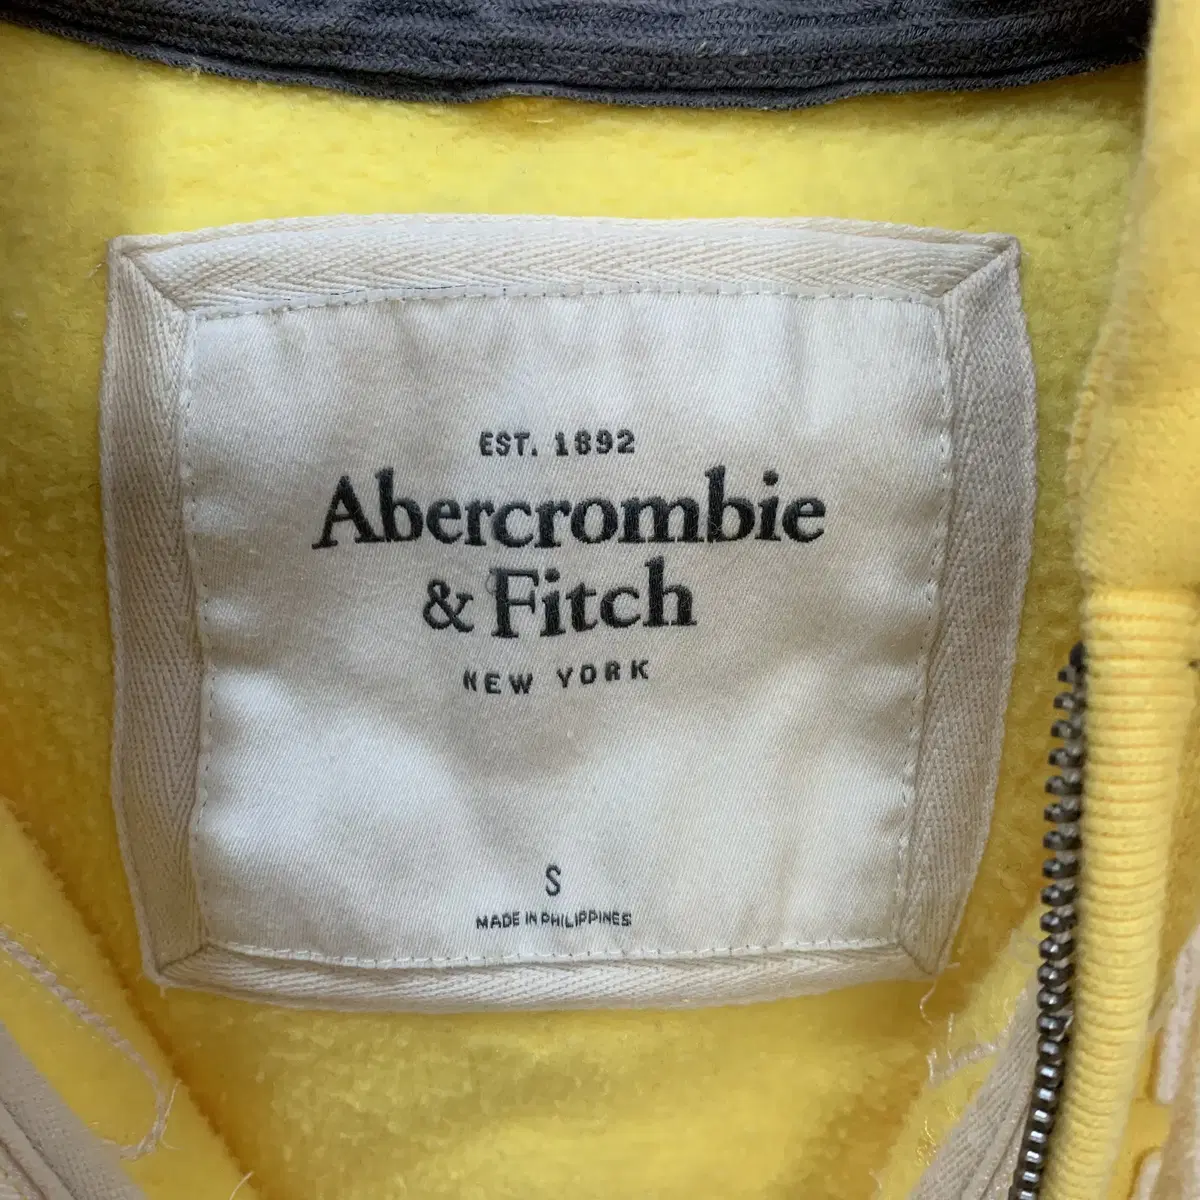 EST. 1892
Abercrombie
& Fitch
NEW YORK
S
MADE IN PHILIPPINES